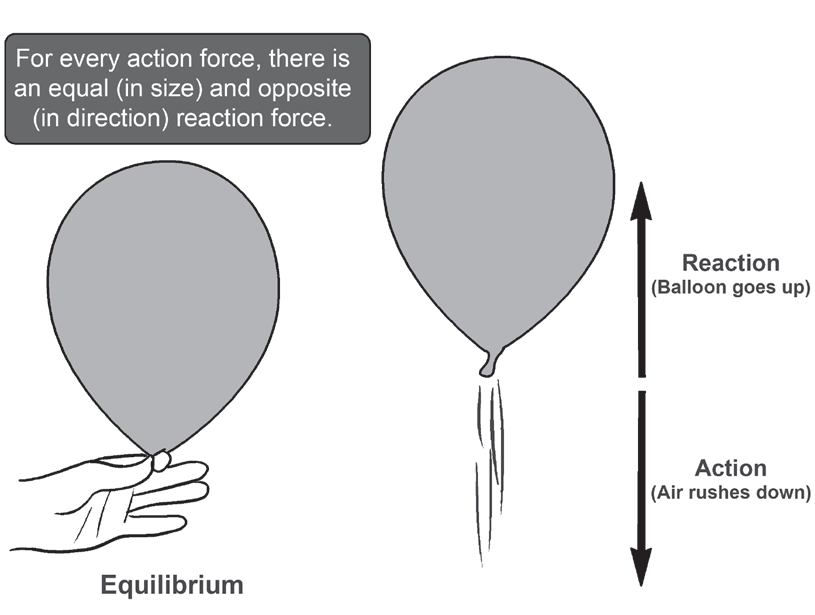 For every action force, there is
an equal (in size) and opposite
(in direction) reaction force.
Reaction
(Balloon goes up)
Action
(Air rushes down)
Equilibrium